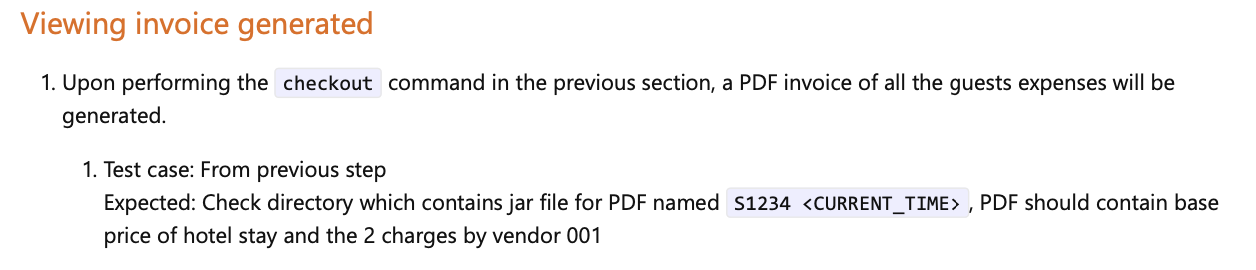 Viewing invoice generated
1. Upon performing the checkout command in the previous section, a PDF invoice of all the guests expenses will be
generated.
1. Test case: From previous step
Expected: Check directory which contains jar file for PDF named S1234 <CURRENT_TIME>, PDF should contain base
price of hotel stay and the 2 charges by vendor 001